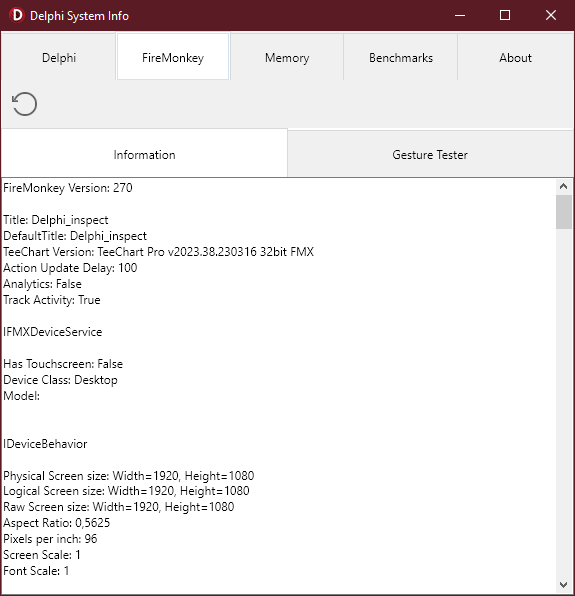 Delphi System Info
Delphi
FireMonkey
Memory
Benchmarks
About
Information
Gesture Tester
FireMonkey Version: 270
Title: Delphi_inspect
DefaultTitle: Delphi_inspect
TeeChart Version: TeeChart Pro v2023.38.230316 32bit FMX
Action Update Delay: 100
Analytics: False
Track Activity: True
IFMXDeviceService
Has Touchscreen: False
Device Class: Desktop
Model:
IDeviceBehavior
Physical Screen size: Width=1920, Height=1080
Logical Screen size: Width=1920, Height=1080
Raw Screen size: Width=1920, Height=1080
Aspect Ratio: 0,5625
Pixels per inch: 96
Screen Scale: 1
Font Scale: 1